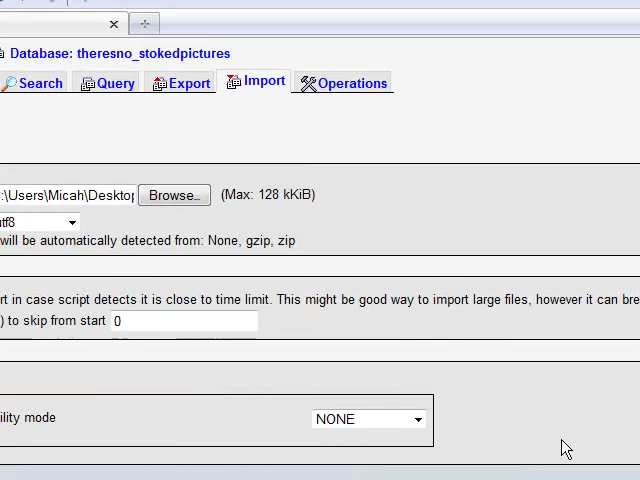 Database: theresno_stokedpictures
Search Query Export Import Operations
:\Users\Micah\Desktop Browse... (Max: 128 kKiB)
utf8
will be automatically detected from: None, gzip, zip
rt in case script detects it is close to time limit. This might be good way to import large files, however it can bre
) to skip from start 0
ility mode NONE